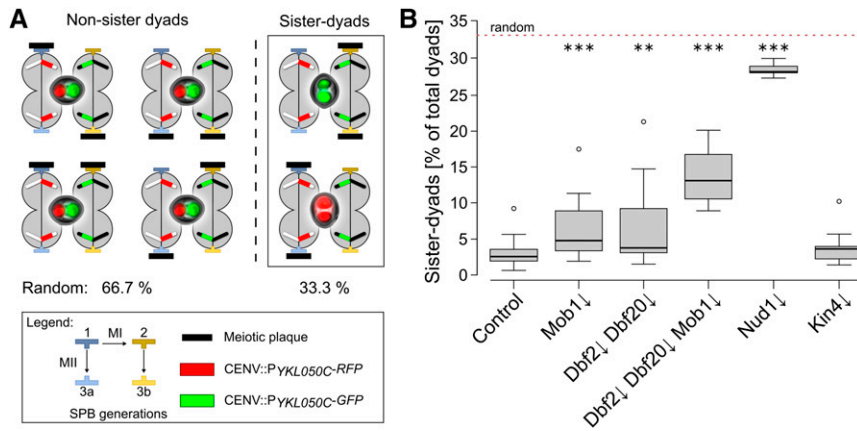 A
Non-sister dyads
Sister-dyads
Random: 66.7 %
33.3 %
Legend:
1 MI 2
MII
3a 3b
SPB generations
Meiotic plaque
CENV::PYKL050C-RFP
CENV::PYKL050C-GFP
B
Sister-dyads [% of total dyads]
35
30
25
20
15
10
5
0
random
*** ** *** ***
Control
Mob1↓
Dbf2↓ Dbf20↓
Dbf2↓ Dbf20↓ Mob1↓
Nud1↓
Kin4↓